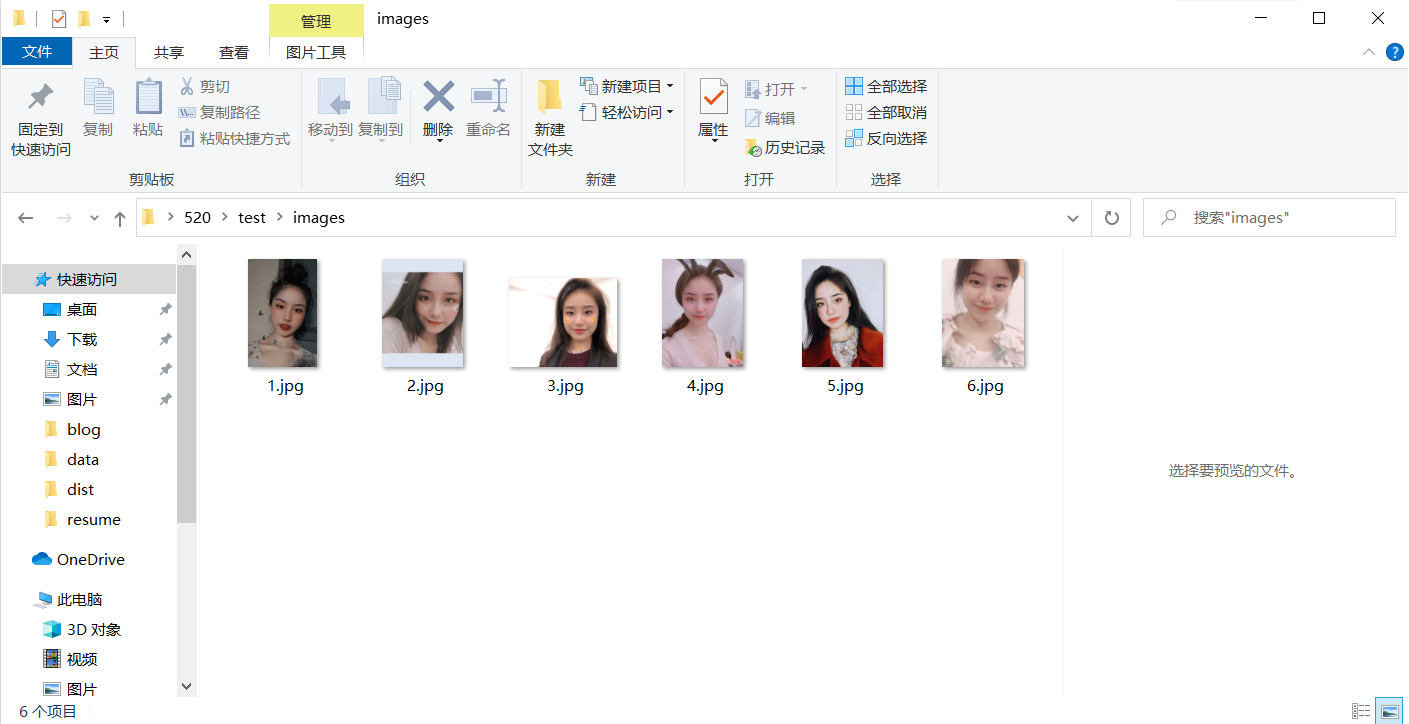 管理
images
文件
主页
共享
查看
图片工具
固定到
快速访问
复制
粘贴
剪切
复制路径
粘贴快捷方式
剪贴板
移动到
复制到
删除
重命名
组织
新建
文件夹
新建项目
轻松访问
新建
属性
打开
编辑
历史记录
打开
全部选择
全部取消
反向选择
选择
520
test
images
搜索"images"
快速访问
桌面
下载
文档
图片
blog
data
dist
resume
OneDrive
此电脑
3D 对象
视频
图片
1.jpg
2.jpg
3.jpg
4.jpg
5.jpg
6.jpg
选择要预览的文件。
6 个项目